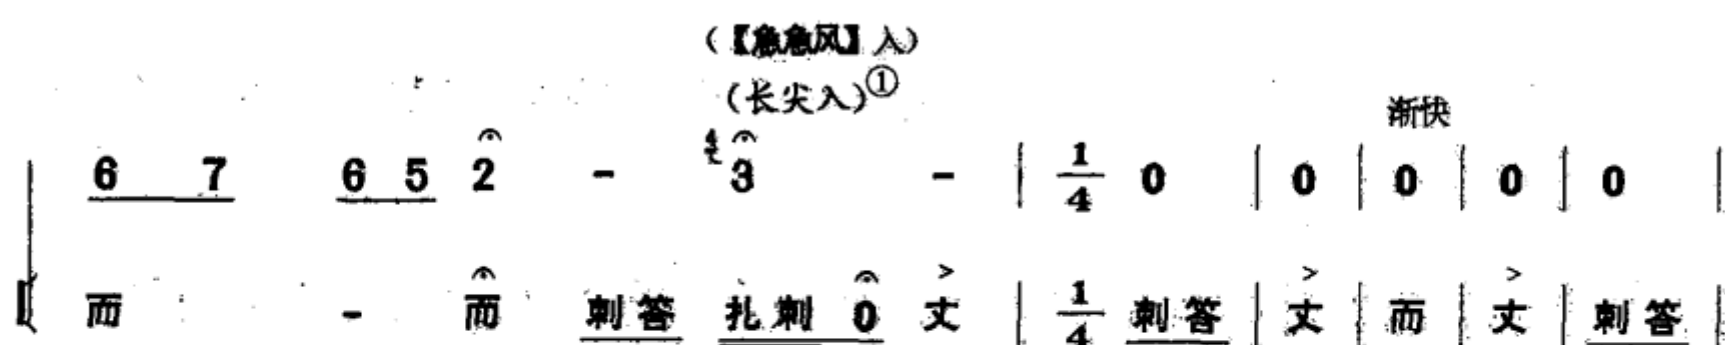 (【急急风】入)
(长尖入)①
渐快
6 7 6 5 2 - 3 - | 1/4 0 | 0 | 0 | 0 | 0 |
而 - 而 刺答 扎刺 0 丈 | 1/4 刺答 | 丈 | 而 | 丈 | 刺答 |